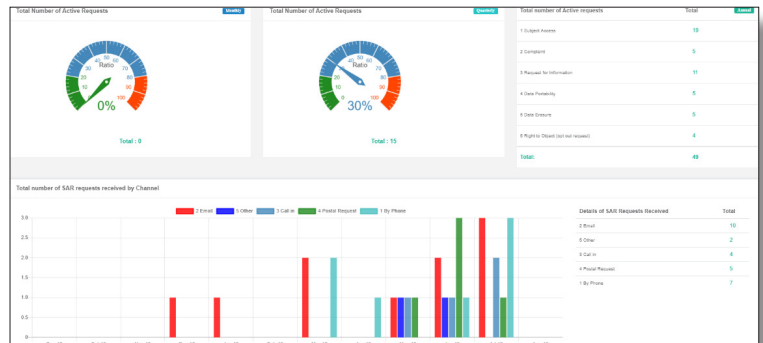 Total Number of Active Requests
Monthly
0
10
20
30
40
50
60
70
80
90
100
Ratio
0%
Total : 0
Total Number of Active Requests
Quarterly
0
10
20
30
40
50
60
70
80
90
100
Ratio
30%
Total : 15
Total number of Active requests Total Annual
1 Subject Access 19
2 Complaint 5
3 Request for Information 11
4 Data Portability 5
5 Data Erasure 5
6 Right to Object (opt out request) 4
Total: 49
Total number of SAR requests received by Channel
2 Email 5 Other 3 Call in 4 Postal Request 1 By Phone
3.0
2.5
2.0
1.5
1.0
0.5
0
Details of SAR Requests Received Total
2 Email 10
5 Other 2
3 Call in 4
4 Postal Request 5
1 By Phone 7